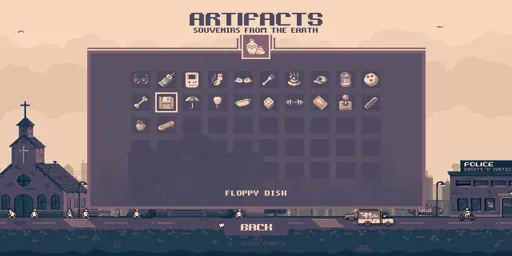 ARTIFACTS
SOUVENIRS FROM THE EARTH
POLICE
FLOPPY DISK
BACK